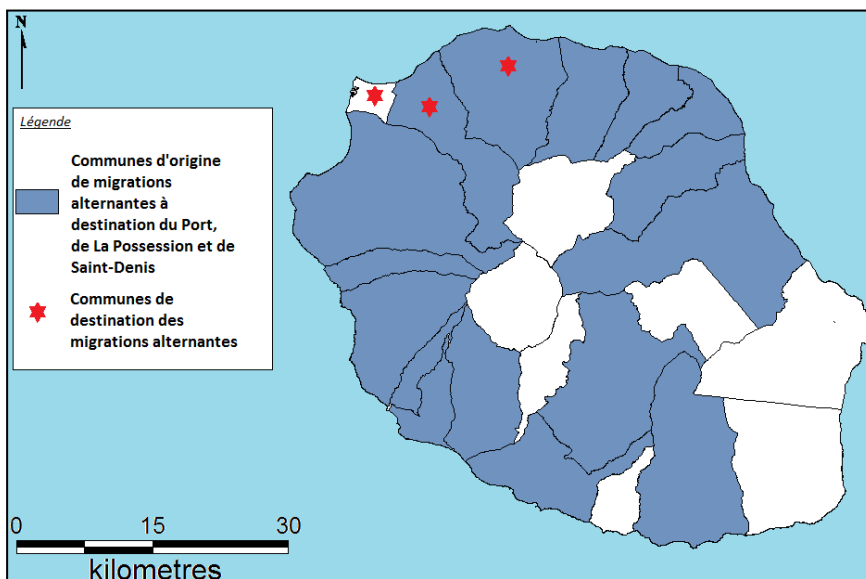 N
Légende
Communes d'origine
de migrations
alternantes à
destination du Port,
de La Possession et de
Saint-Denis
Communes de
destination des
migrations alternantes
0 15 30
kilometres